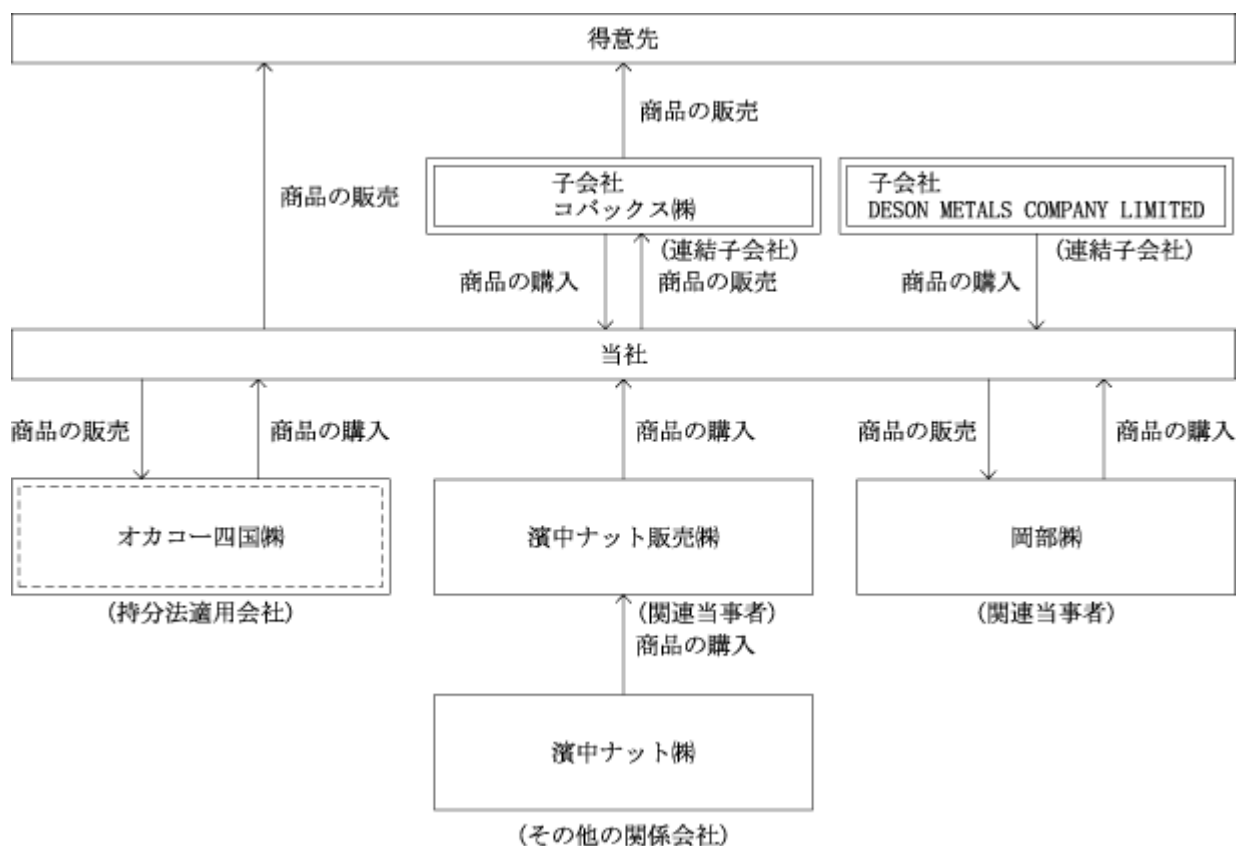 得意先
商品の販売
商品の販売
子会社
コバックス㈱
(連結子会社)
子会社
DESON METALS COMPANY LIMITED
(連結子会社)
商品の購入
商品の販売
商品の購入
当社
商品の販売
商品の購入
商品の購入
商品の販売
商品の購入
オカコー四国㈱
(持分法適用会社)
濱中ナット販売㈱
(関連当事者)
岡部㈱
(関連当事者)
商品の購入
濱中ナット㈱
(その他の関係会社)